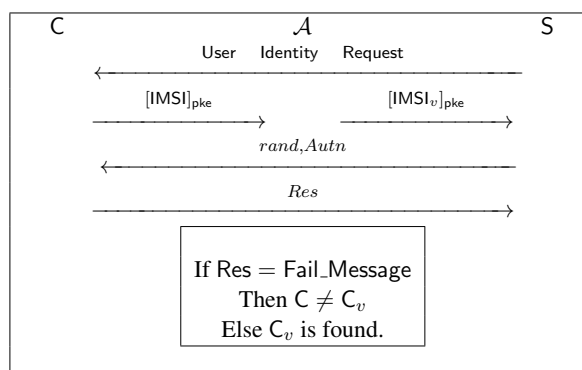 C 𝒜 S
User Identity Request
[IMSI]pke [IMSIv]pke
rand,Autn
Res
If Res = Fail_Message
Then C ≠ Cv
Else Cv is found.